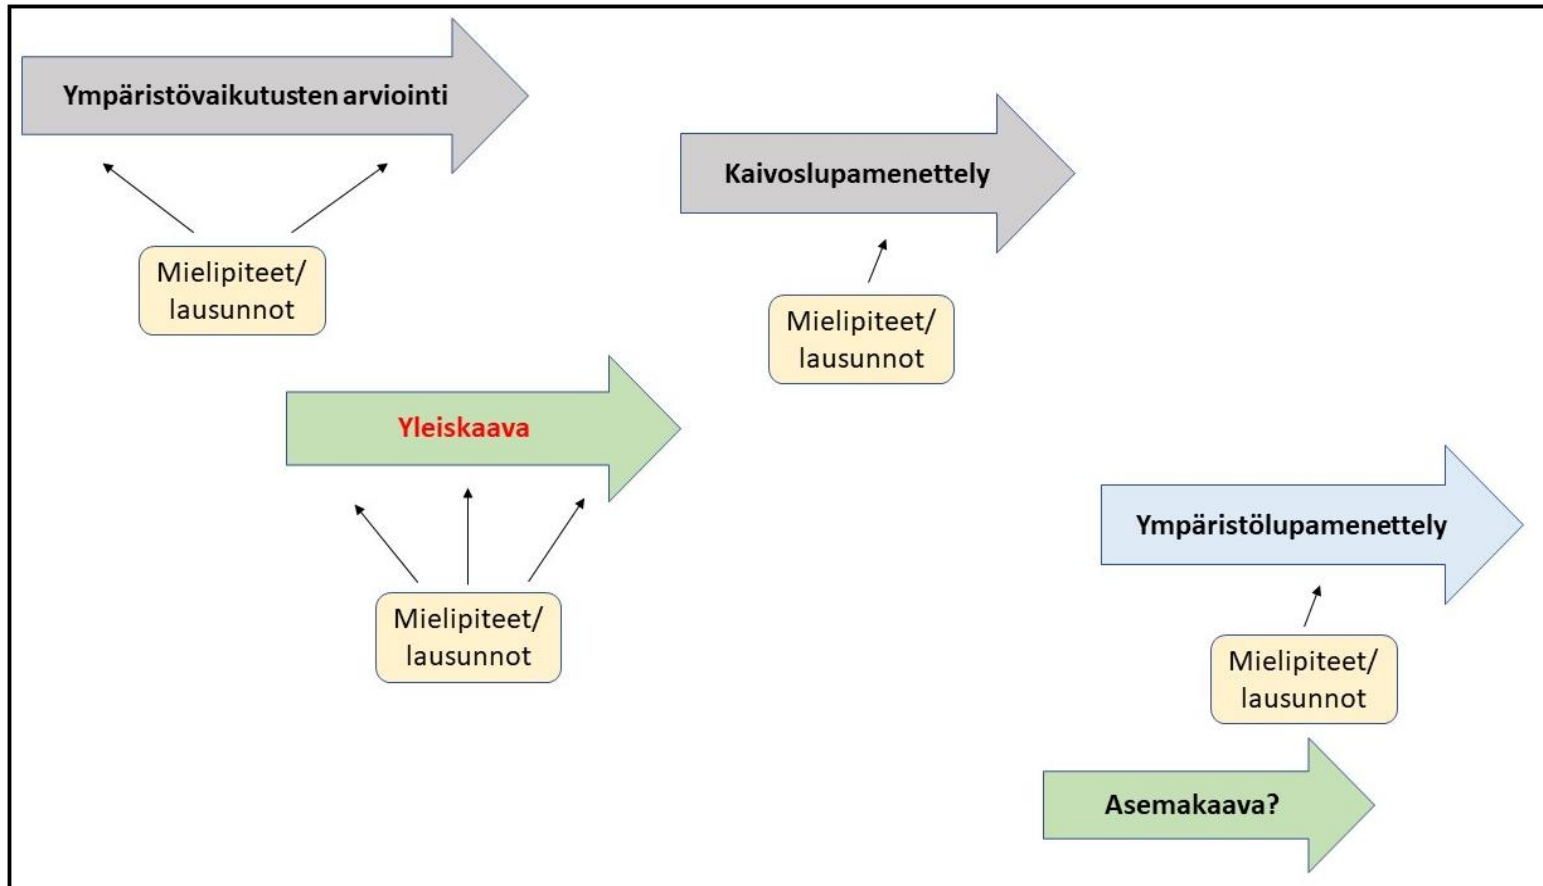 Ympäristövaikutusten arviointi
Kaivoslupamenettely
Mielipiteet/
lausunnot
Mielipiteet/
lausunnot
Yleiskaava
Ympäristölupamenettely
Mielipiteet/
lausunnot
Mielipiteet/
lausunnot
Asemakaava?